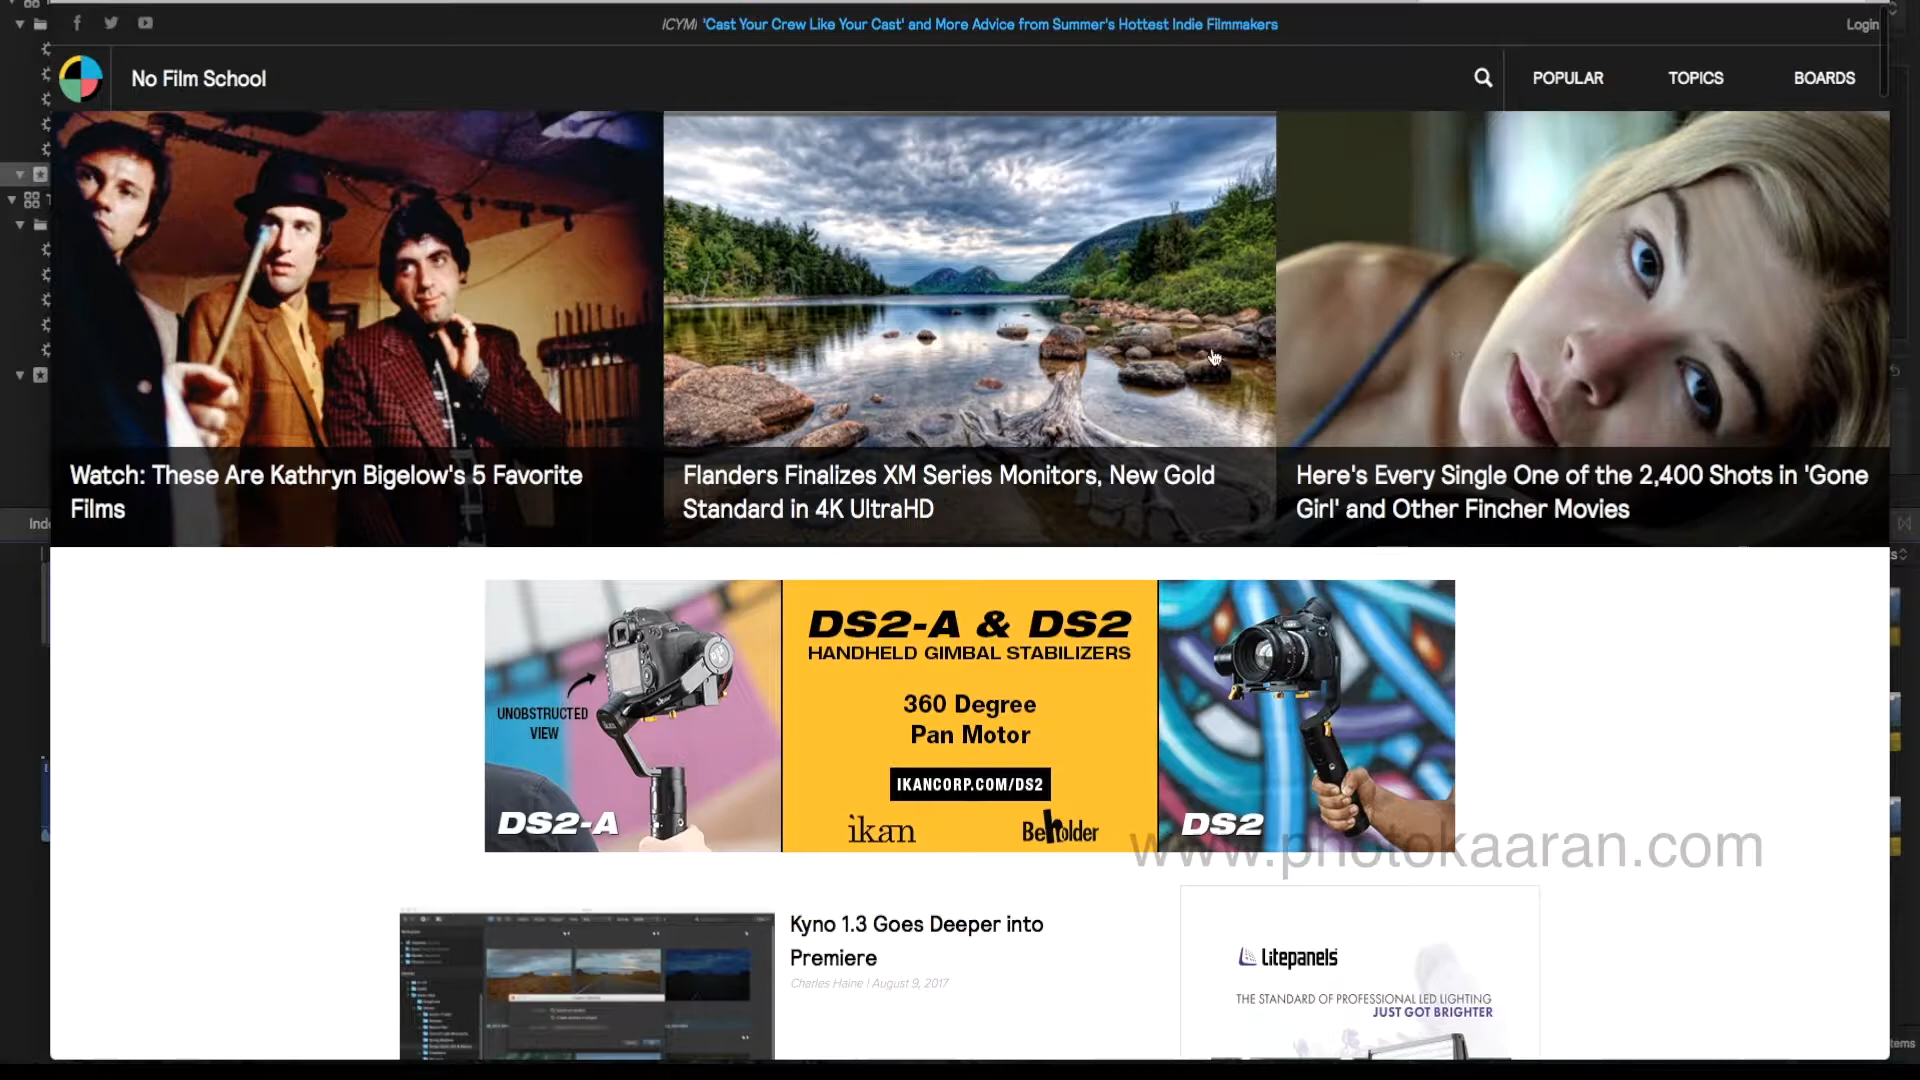 ICYMI 'Cast Your Crew Like Your Cast' and More Advice from Summer's Hottest Indie Filmmakers
Login
No Film School
POPULAR
TOPICS
BOARDS
Watch: These Are Kathryn Bigelow's 5 Favorite
Films
Flanders Finalizes XM Series Monitors, New Gold
Standard in 4K UltraHD
Here's Every Single One of the 2,400 Shots in 'Gone
Girl' and Other Fincher Movies
UNOBSTRUCTED
VIEW
DS2-A
DS2-A & DS2
HANDHELD GIMBAL STABILIZERS
360 Degree
Pan Motor
IKANCORP.COM/DS2
ikan
Beholder
DS2
www.photokaaran.com
Kyno 1.3 Goes Deeper into
Premiere
Charles Haine | August 9, 2017
Litepanels
THE STANDARD OF PROFESSIONAL LED LIGHTING
JUST GOT BRIGHTER